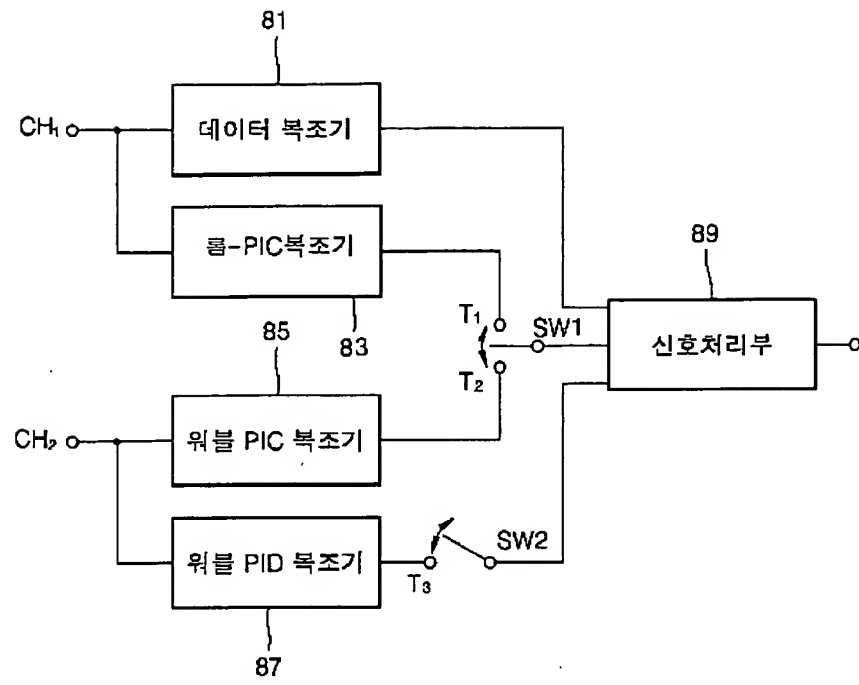 81
CH₁
데이터 복조기
롬-PIC복조기
83
T₁
SW1
T₂
89
신호처리부
85
CH₂
워블 PIC 복조기
워블 PID 복조기
T₃
SW2
87